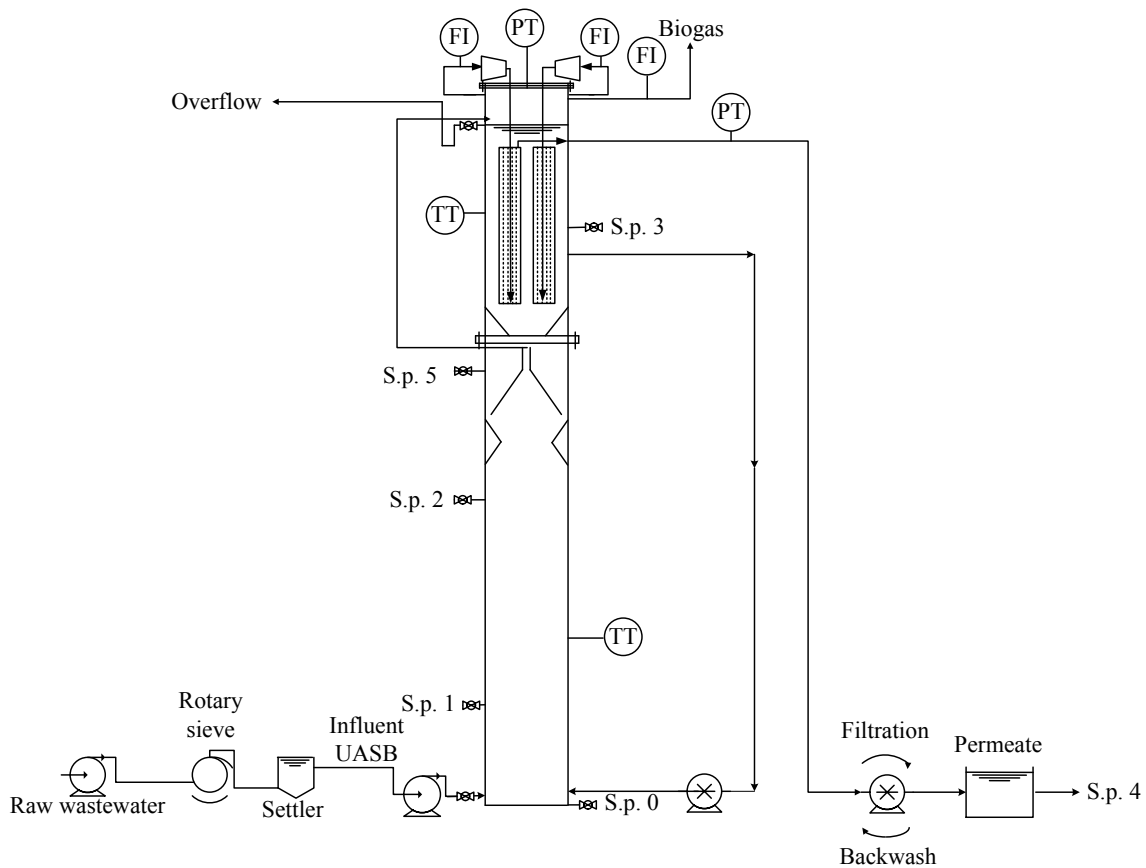 Biogas
FI
PT
FI
FI
Overflow
PT
TT
S.p. 3
S.p. 5
S.p. 2
TT
S.p. 1
Rotary
sieve
Influent
UASB
Filtration
Permeate
Raw wastewater
Settler
S.p. 0
S.p. 4
Backwash